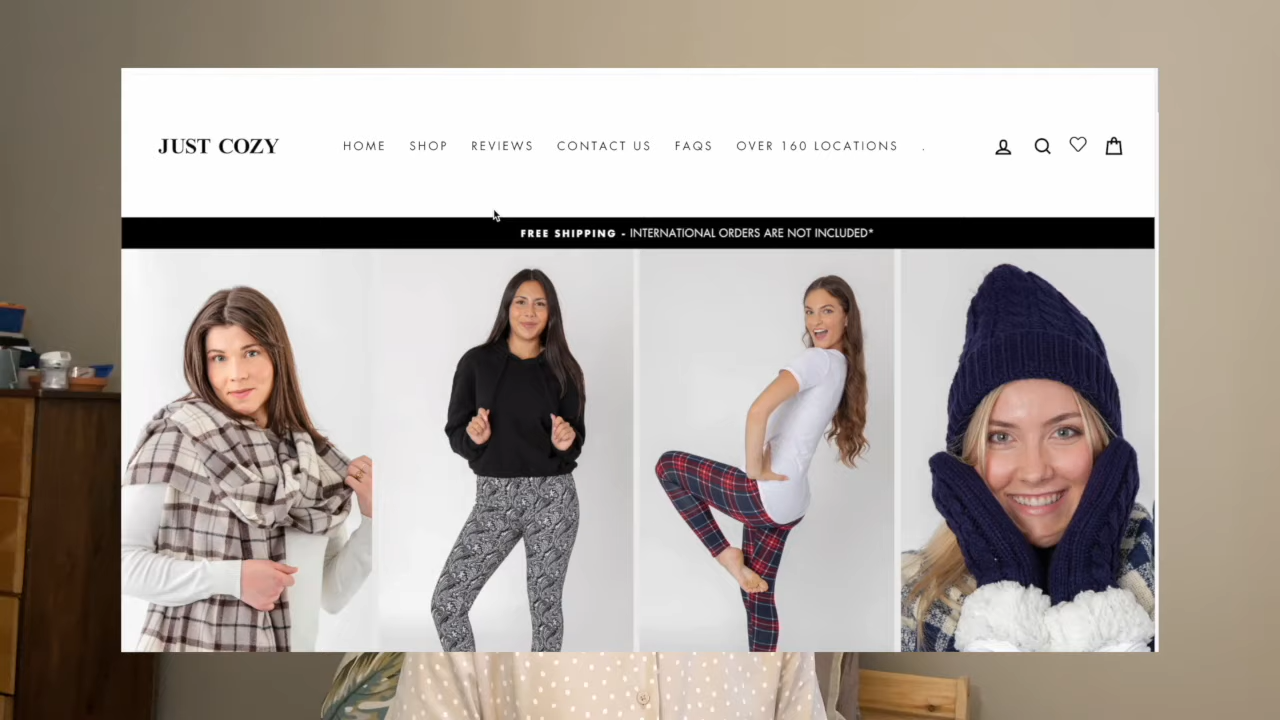 JUST COZY
HOME SHOP REVIEWS CONTACT US FAQS OVER 160 LOCATIONS .
FREE SHIPPING - INTERNATIONAL ORDERS ARE NOT INCLUDED*